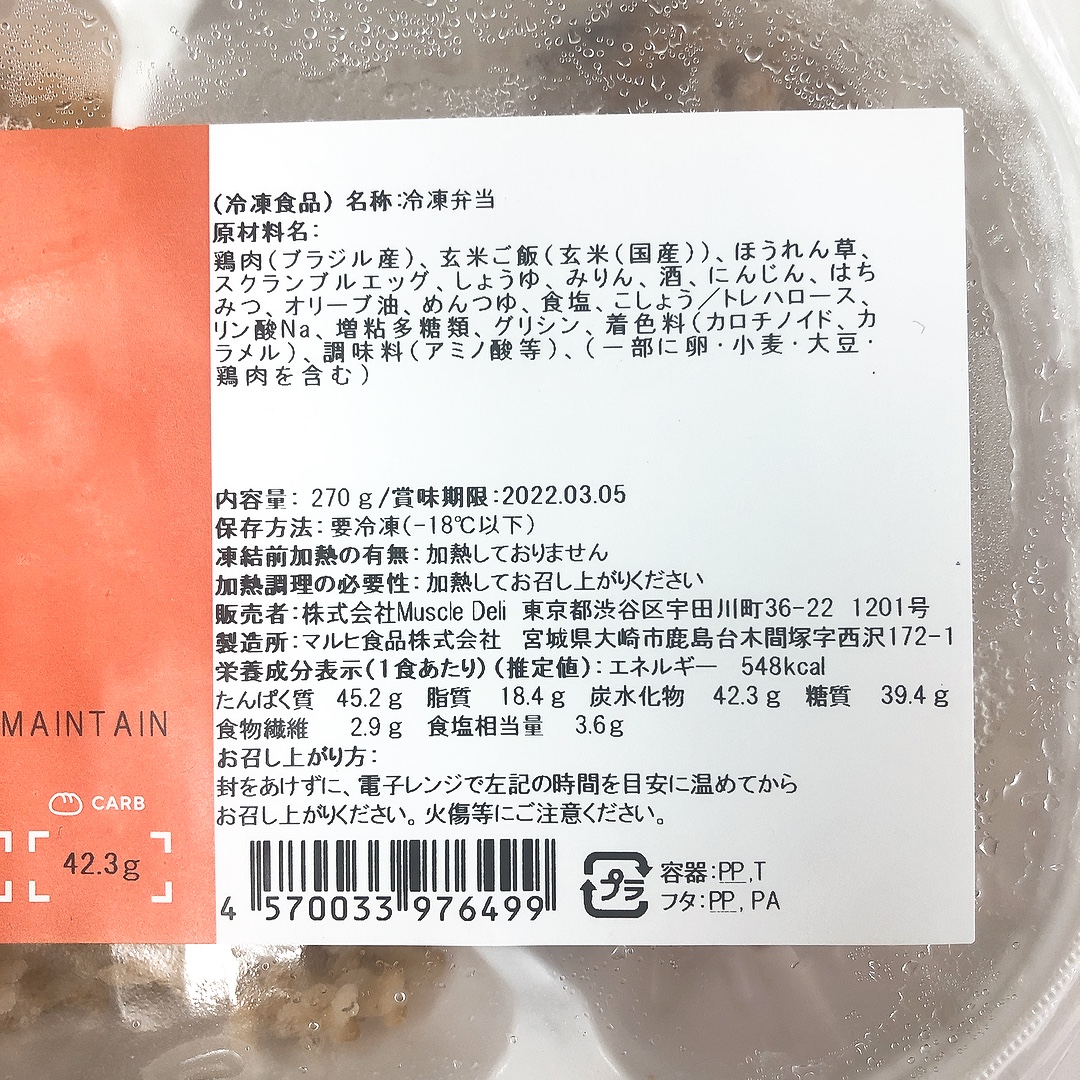 (冷凍食品) 名称:冷凍弁当
原材料名:
鶏肉(ブラジル産)、玄米ご飯(玄米(国産))、ほうれん草、
スクランブルエッグ、しょうゆ、みりん、酒、にんじん、はち
みつ、オリーブ油、めんつゆ、食塩、こしょう/トレハロース、
リン酸Na、増粘多糖類、グリシン、着色料(カロチノイド、カ
ラメル)、調味料(アミノ酸等)、(一部に卵・小麦・大豆・
鶏肉を含む)
内容量: 270g/賞味期限:2022.03.05
保存方法:要冷凍(-18℃以下)
凍結前加熱の有無:加熱しておりません
加熱調理の必要性:加熱してお召し上がりください
販売者:株式会社Muscle Deli 東京都渋谷区宇田川町36-22 1201号
製造所:マルヒ食品株式会社 宮城県大崎市鹿島台木間塚字西沢172-1
栄養成分表示(1食あたり)(推定値):エネルギー 548kcal
たんぱく質 45.2g 脂質 18.4g 炭水化物 42.3g 糖質 39.4g
食物繊維 2.9g 食塩相当量 3.6g
お召し上がり方:
封をあけずに、電子レンジで左記の時間を目安に温めてから
お召し上がりください。火傷等にご注意ください。
4 570033 976499
プラ
容器:PP,T
フタ:PP, PA
MAINTAIN
CARB
42.3g